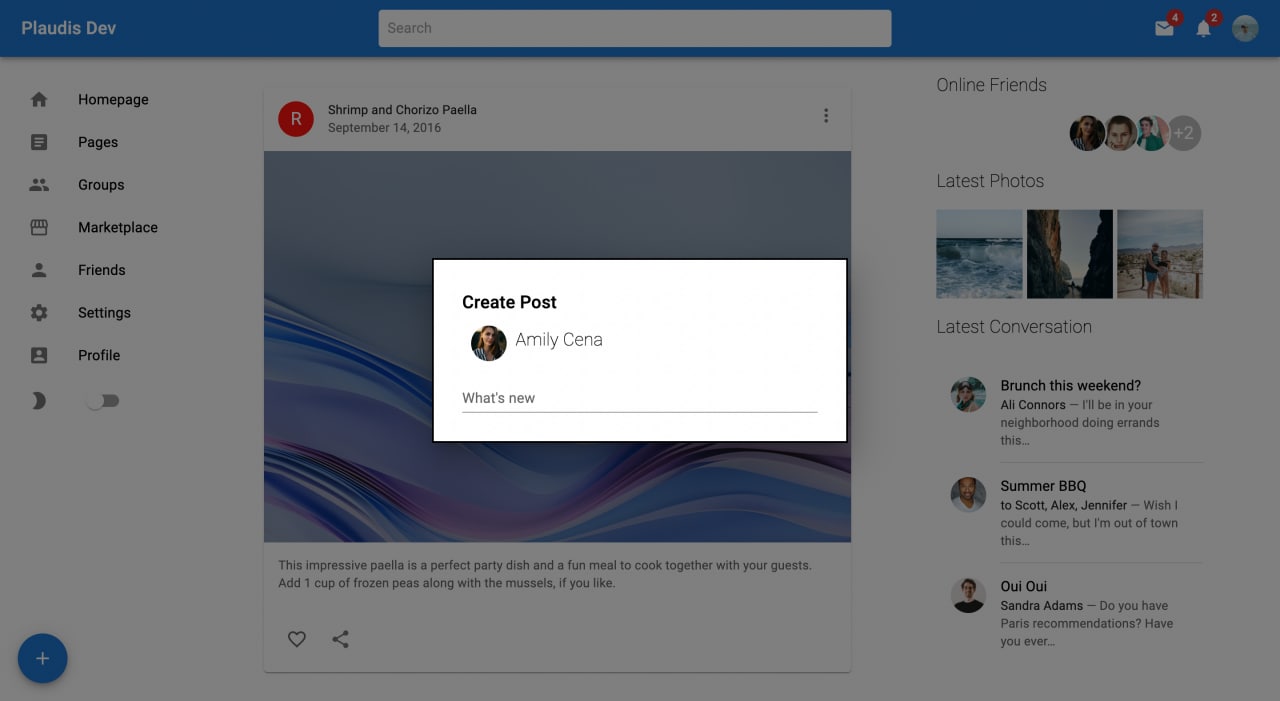 Plaudis Dev
Search
4
2
Homepage
Pages
Groups
Marketplace
Friends
Settings
Profile
R
Shrimp and Chorizo Paella
September 14, 2016
Create Post
Amily Cena
What's new
This impressive paella is a perfect party dish and a fun meal to cook together with your guests.
Add 1 cup of frozen peas along with the mussels, if you like.
+
Online Friends
+2
Latest Photos
Latest Conversation
Brunch this weekend?
Ali Connors — I'll be in your
neighborhood doing errands
this…
Summer BBQ
to Scott, Alex, Jennifer — Wish I
could come, but I'm out of town
this…
Oui Oui
Sandra Adams — Do you have
Paris recommendations? Have
you ever…